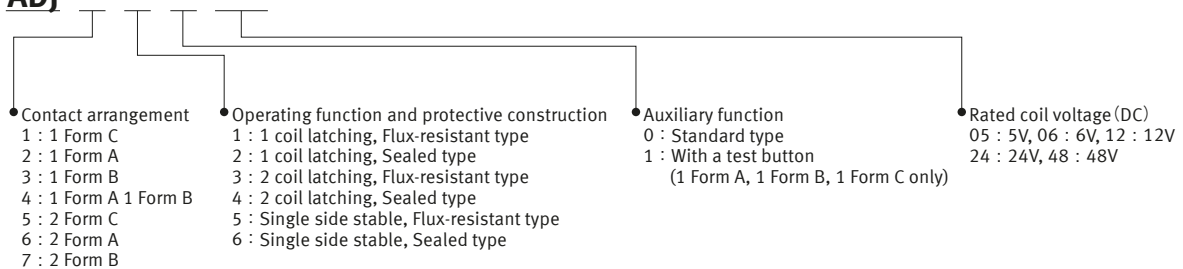 ADJ
Contact arrangement
1 : 1 Form C
2 : 1 Form A
3 : 1 Form B
4 : 1 Form A 1 Form B
5 : 2 Form C
6 : 2 Form A
7 : 2 Form B
Operating function and protective construction
1 : 1 coil latching, Flux-resistant type
2 : 1 coil latching, Sealed type
3 : 2 coil latching, Flux-resistant type
4 : 2 coil latching, Sealed type
5 : Single side stable, Flux-resistant type
6 : Single side stable, Sealed type
Auxiliary function
0 : Standard type
1 : With a test button
(1 Form A, 1 Form B, 1 Form C only)
Rated coil voltage (DC)
05 : 5V, 06 : 6V, 12 : 12V
24 : 24V, 48 : 48V